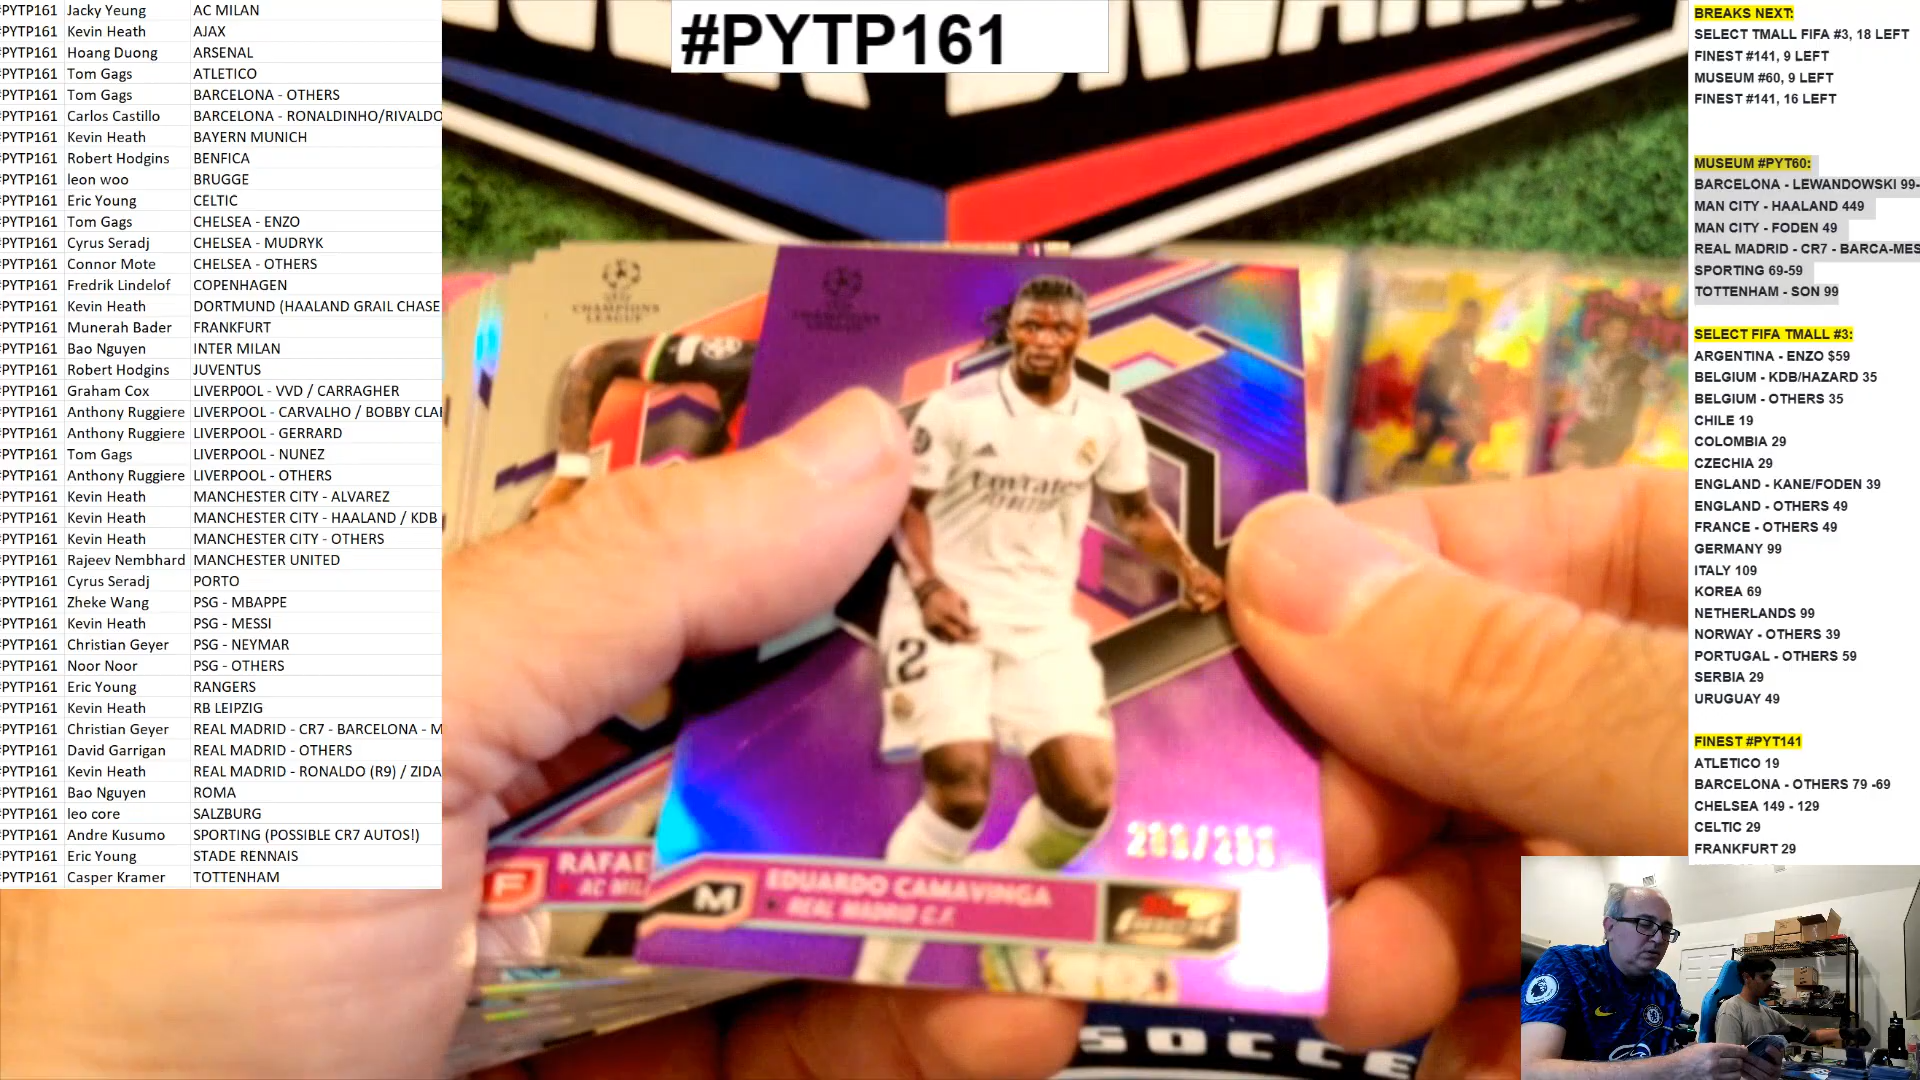 #PYTP161
#PYTP161 Jacky Yeung AC MILAN
#PYTP161 Kevin Heath AJAX
#PYTP161 Hoang Duong ARSENAL
#PYTP161 Tom Gags ATLETICO
#PYTP161 Tom Gags BARCELONA - OTHERS
#PYTP161 Carlos Castillo BARCELONA - RONALDINHO/RIVALDO
#PYTP161 Kevin Heath BAYERN MUNICH
#PYTP161 Robert Hodgins BENFICA
#PYTP161 leon woo BRUGGE
#PYTP161 Eric Young CELTIC
#PYTP161 Tom Gags CHELSEA - ENZO
#PYTP161 Cyrus Seradj CHELSEA - MUDRYK
#PYTP161 Connor Mote CHELSEA - OTHERS
#PYTP161 Fredrik Lindelof COPENHAGEN
#PYTP161 Kevin Heath DORTMUND (HAALAND GRAIL CHASE
#PYTP161 Munerah Bader FRANKFURT
#PYTP161 Bao Nguyen INTER MILAN
#PYTP161 Robert Hodgins JUVENTUS
#PYTP161 Graham Cox LIVERP0OL - VVD / CARRAGHER
#PYTP161 Anthony Ruggiere LIVERPOOL - CARVALHO / BOBBY CLA
#PYTP161 Anthony Ruggiere LIVERPOOL - GERRARD
#PYTP161 Tom Gags LIVERPOOL - NUNEZ
#PYTP161 Anthony Ruggiere LIVERPOOL - OTHERS
#PYTP161 Kevin Heath MANCHESTER CITY - ALVAREZ
#PYTP161 Kevin Heath MANCHESTER CITY - HAALAND / KDB
#PYTP161 Kevin Heath MANCHESTER CITY - OTHERS
#PYTP161 Rajeev Nembhard MANCHESTER UNITED
#PYTP161 Cyrus Seradj PORTO
#PYTP161 Zheke Wang PSG - MBAPPE
#PYTP161 Kevin Heath PSG - MESSI
#PYTP161 Christian Geyer PSG - NEYMAR
#PYTP161 Noor Noor PSG - OTHERS
#PYTP161 Eric Young RANGERS
#PYTP161 Kevin Heath RB LEIPZIG
#PYTP161 Christian Geyer REAL MADRID - CR7 - BARCELONA - M
#PYTP161 David Garrigan REAL MADRID - OTHERS
#PYTP161 Kevin Heath REAL MADRID - RONALDO (R9) / ZIDA
#PYTP161 Bao Nguyen ROMA
#PYTP161 leo core SALZBURG
#PYTP161 Andre Kusumo SPORTING (POSSIBLE CR7 AUTOS!)
#PYTP161 Eric Young STADE RENNAIS
#PYTP161 Casper Kramer TOTTENHAM
CHAMPIONS
LEAGUE
Emirates
2
RAFAE
AC MIL
F
M
EDUARDO CAMAVINGA
REAL MADRID C.F.
finest
SOCCE
BREAKS NEXT:
SELECT TMALL FIFA #3, 18 LEFT
FINEST #141, 9 LEFT
MUSEUM #60, 9 LEFT
FINEST #141, 16 LEFT
MUSEUM #PYT60:
BARCELONA - LEWANDOWSKI 99-
MAN CITY - HAALAND 449
MAN CITY - FODEN 49
REAL MADRID - CR7 - BARCA-MES
SPORTING 69-59
TOTTENHAM - SON 99
SELECT FIFA TMALL #3:
ARGENTINA - ENZO $59
BELGIUM - KDB/HAZARD 35
BELGIUM - OTHERS 35
CHILE 19
COLOMBIA 29
CZECHIA 29
ENGLAND - KANE/FODEN 39
ENGLAND - OTHERS 49
FRANCE - OTHERS 49
GERMANY 99
ITALY 109
KOREA 69
NETHERLANDS 99
NORWAY - OTHERS 39
PORTUGAL - OTHERS 59
SERBIA 29
URUGUAY 49
FINEST #PYT141
ATLETICO 19
BARCELONA - OTHERS 79 -69
CHELSEA 149 - 129
CELTIC 29
FRANKFURT 29